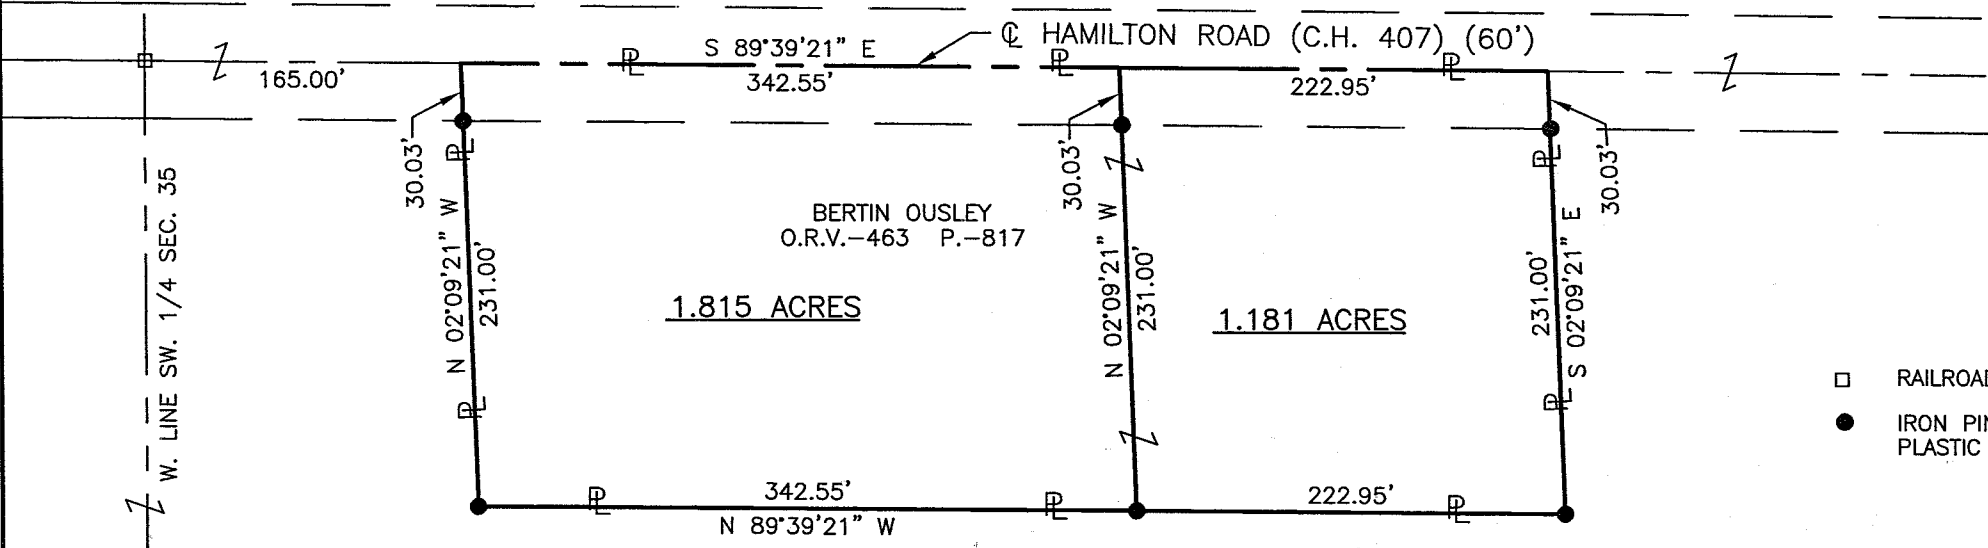 ℄ HAMILTON ROAD (C.H. 407) (60')
S 89°39'21" E
165.00'
342.55'
222.95'
℄
℄
℄
30.03'
30.03'
30.03'
W. LINE SW. 1/4 SEC. 35
N 02°09'21" W
231.00'
BERTIN OUSLEY
O.R.V.-463 P.-817
1.815 ACRES
N 02°09'21" W
231.00'
1.181 ACRES
231.00'
S 02°09'21" E
342.55'
N 89°39'21" W
222.95'
RAILROAD
IRON PIN
PLASTIC